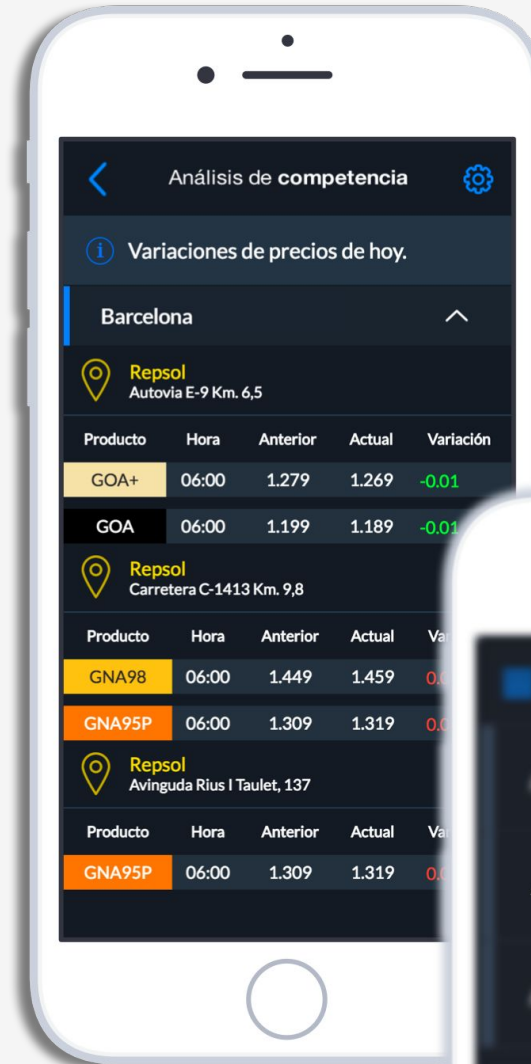 Análisis de competencia
Variaciones de precios de hoy.
Barcelona
Repsol
Autovia E-9 Km. 6,5
Producto Hora Anterior Actual Variación
GOA+ 06:00 1.279 1.269 -0.01
GOA 06:00 1.199 1.189 -0.01
Repsol
Carretera C-1413 Km. 9,8
Producto Hora Anterior Actual
GNA98 06:00 1.449 1.459
GNA95P 06:00 1.309 1.319
Repsol
Avinguda Rius I Taulet, 137
Producto Hora Anterior Actual
GNA95P 06:00 1.309 1.319